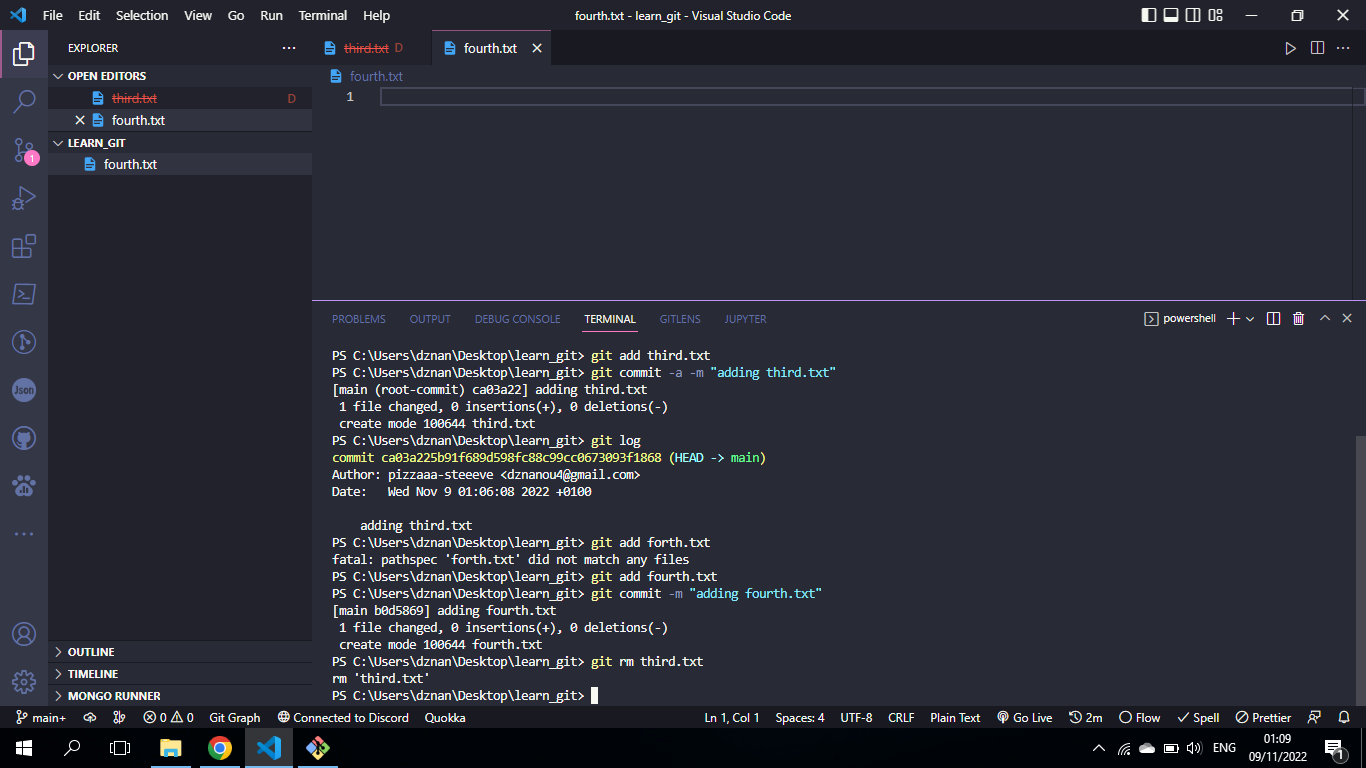 File Edit Selection View Go Run Terminal Help
fourth.txt - learn_git - Visual Studio Code
EXPLORER
OPEN EDITORS
third.txt D
fourth.txt
LEARN_GIT
fourth.txt
OUTLINE
TIMELINE
MONGO RUNNER
1
Json
third.txt D
fourth.txt
fourth.txt
1
PROBLEMS OUTPUT DEBUG CONSOLE TERMINAL GITLENS JUPYTER
powershell
PS C:\Users\dznan\Desktop\learn_git> git add third.txt
PS C:\Users\dznan\Desktop\learn_git> git commit -a -m "adding third.txt"
[main (root-commit) ca03a22] adding third.txt
1 file changed, 0 insertions(+), 0 deletions(-)
create mode 100644 third.txt
PS C:\Users\dznan\Desktop\learn_git> git log
commit ca03a225b91f689d598fc88c99cc0673093f1868 (HEAD -> main)
Author: pizzaaa-steeeve <dznanou4@gmail.com>
Date:   Wed Nov 9 01:06:08 2022 +0100
adding third.txt
PS C:\Users\dznan\Desktop\learn_git> git add forth.txt
fatal: pathspec 'forth.txt' did not match any files
PS C:\Users\dznan\Desktop\learn_git> git add fourth.txt
PS C:\Users\dznan\Desktop\learn_git> git commit -m "adding fourth.txt"
[main b0d5869] adding fourth.txt
1 file changed, 0 insertions(+), 0 deletions(-)
create mode 100644 fourth.txt
PS C:\Users\dznan\Desktop\learn_git> git rm third.txt
rm 'third.txt'
PS C:\Users\dznan\Desktop\learn_git>
main+ 0 0 Git Graph Connected to Discord Quokka Ln 1, Col 1 Spaces: 4 UTF-8 CRLF Plain Text Go Live 2m Flow Spell Prettier
ENG
01:09
09/11/2022
1